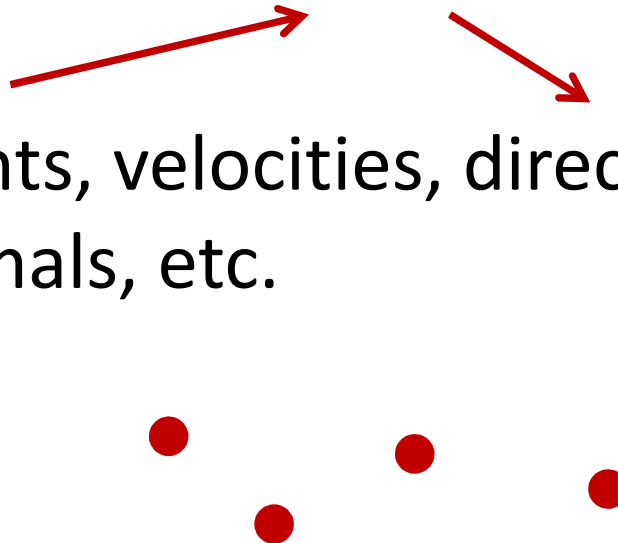 nts, velocities, direc
nals, etc.